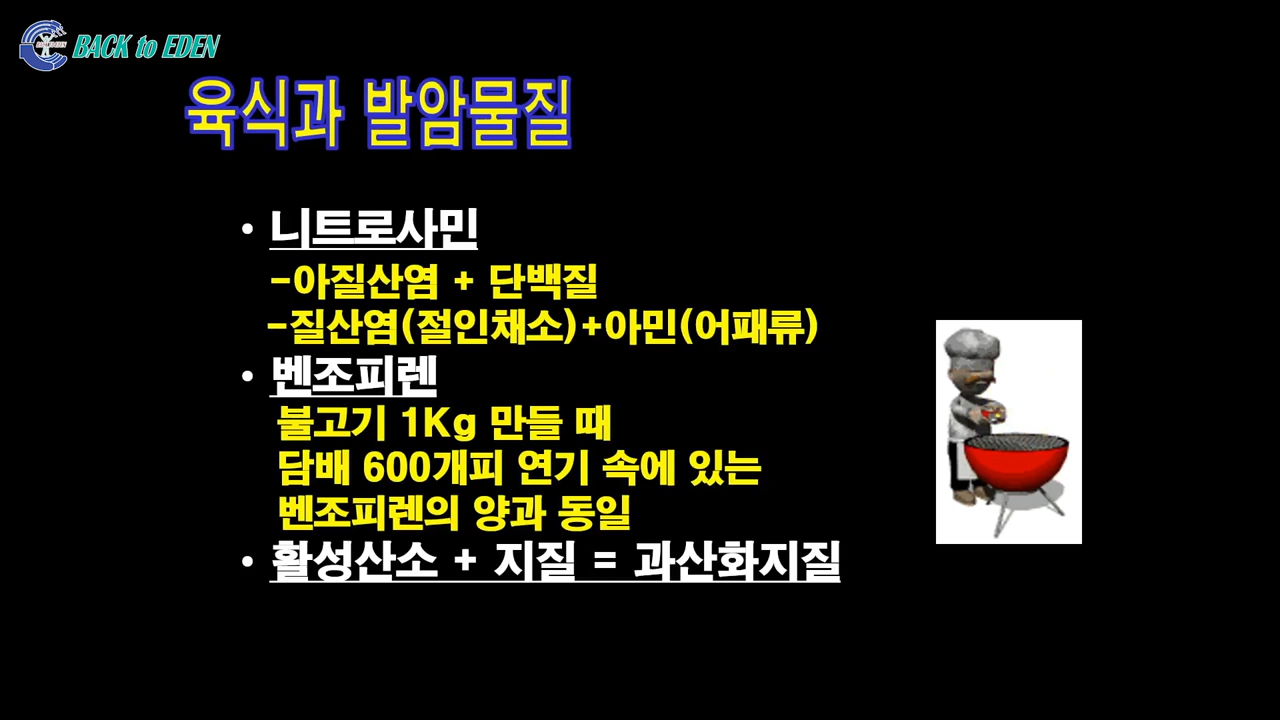 BACK to EDEN
육식과 발암물질
• 니트로사민
-아질산염 + 단백질
-질산염(절인채소)+아민(어패류)
• 벤조피렌
불고기 1Kg 만들 때
담배 600개피 연기 속에 있는
벤조피렌의 양과 동일
• 활성산소 + 지질 = 과산화지질